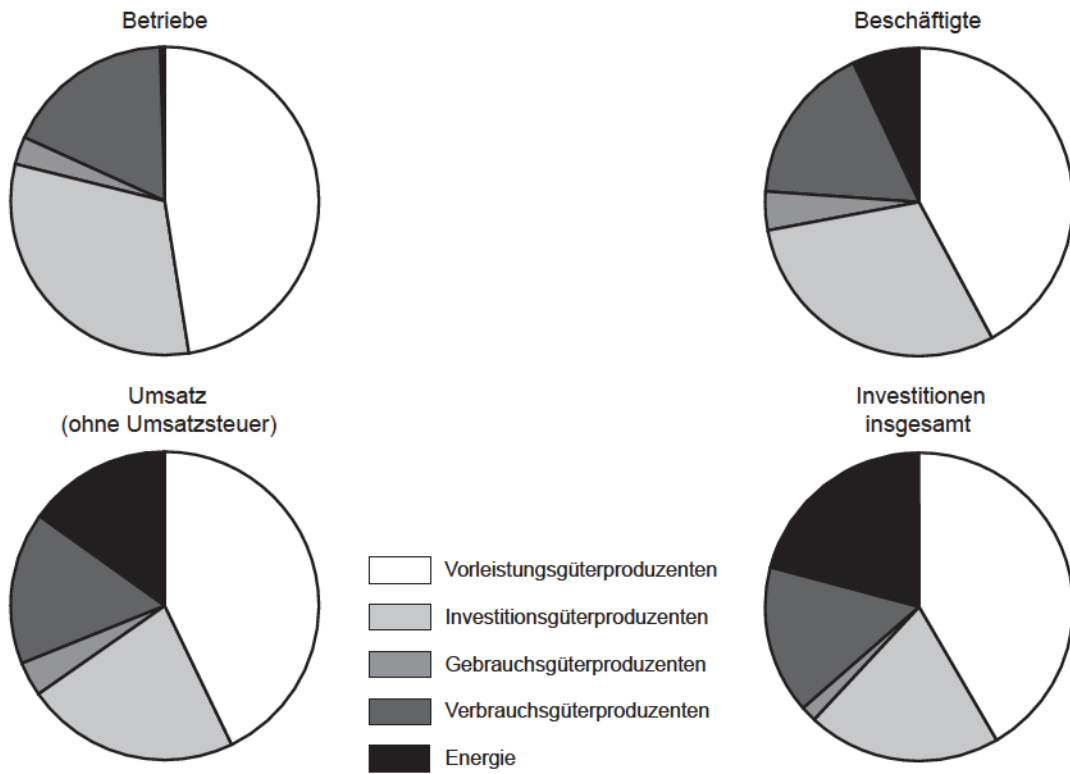 Betriebe
Beschäftigte
Umsatz
(ohne Umsatzsteuer)
Investitionen
insgesamt
Vorleistungsgüterproduzenten
Investitionsgüterproduzenten
Gebrauchsgüterproduzenten
Verbrauchsgüterproduzenten
Energie